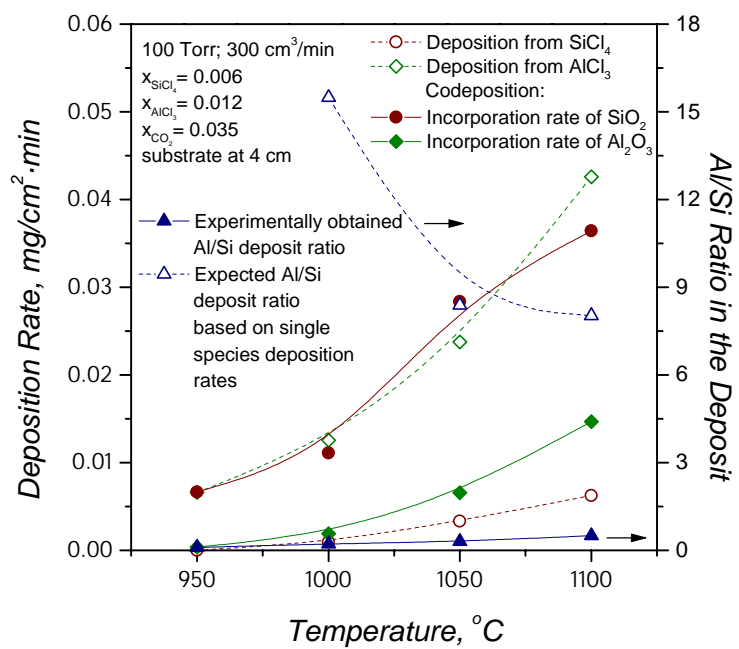 0.06
0.05
0.04
0.03
0.02
0.01
0.00
Deposition Rate, mg/cm²·min
18
15
12
9
6
3
0
Al/Si Ratio in the Deposit
950
1000
1050
1100
Temperature, °C
100 Torr; 300 cm³/min
x_SiCl₄ = 0.006
x_AlCl₃ = 0.012
x_CO₂ = 0.035
substrate at 4 cm
Deposition from SiCl₄
Deposition from AlCl₃
Codeposition:
Incorporation rate of SiO₂
Incorporation rate of Al₂O₃
Experimentally obtained
Al/Si deposit ratio
Expected Al/Si
deposit ratio
based on single
species deposition
rates